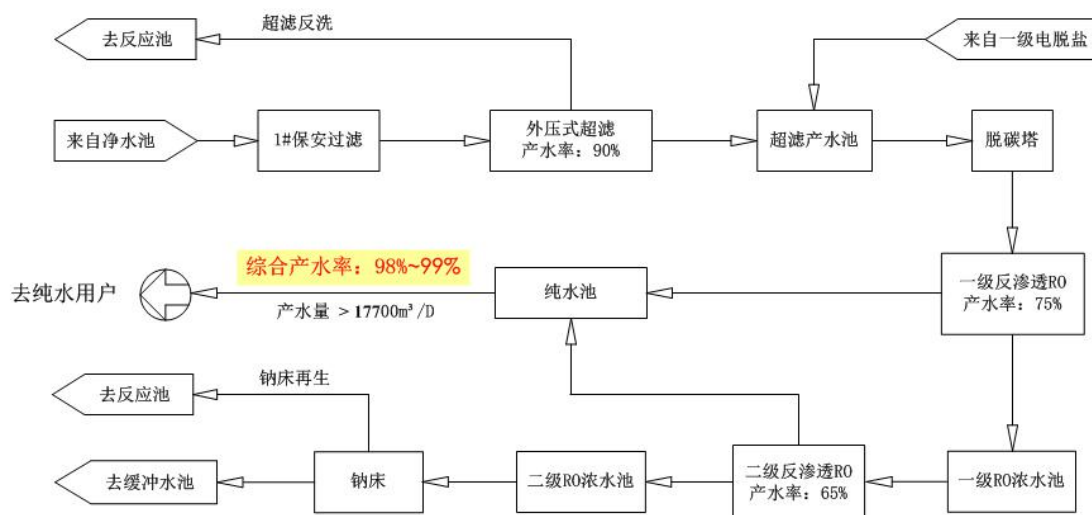 去反应池
超滤反洗
来自一级电脱盐
来自净水池
1#保安过滤
外压式超滤
产水率：90%
超滤产水池
脱碳塔
综合产水率：98%~99%
去纯水用户
产水量 >17700m³/D
纯水池
一级反渗透RO
产水率：75%
去反应池
钠床再生
去缓冲水池
钠床
二级RO浓水池
二级反渗透RO
产水率：65%
一级RO浓水池